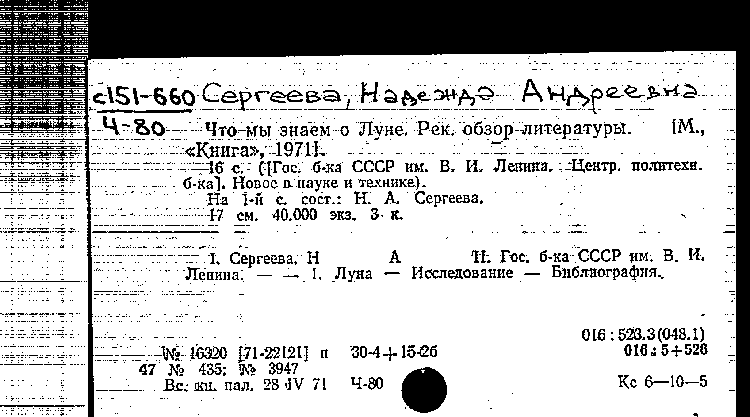 с151-660 Сергеева, Надежда Андреевна
Ч-80 Что мы знаем о Луне. Рек. обзор литературы. [М.,
«Книга», 1971].
16 с. ([Гос. б-ка СССР им. В. И. Ленина. Центр. политехн.
б-ка]. Новое в науке и технике).
На 1-й с. сост.: Н. А. Сергеева.
17 см. 40.000 экз. 3 к.
I. Сергеева, Н А II. Гос. б-ка СССР им. В. И.
Ленина. — — 1. Луна — Исследование — Библиография.
016:523.3(048.1)
№ 16320 [71-22121] п 30-4+15-26 016:5+528
47 № 435; № 3947
Вс. кн. пал. 28 IV 71 Ч-80 Кс 6—10—5